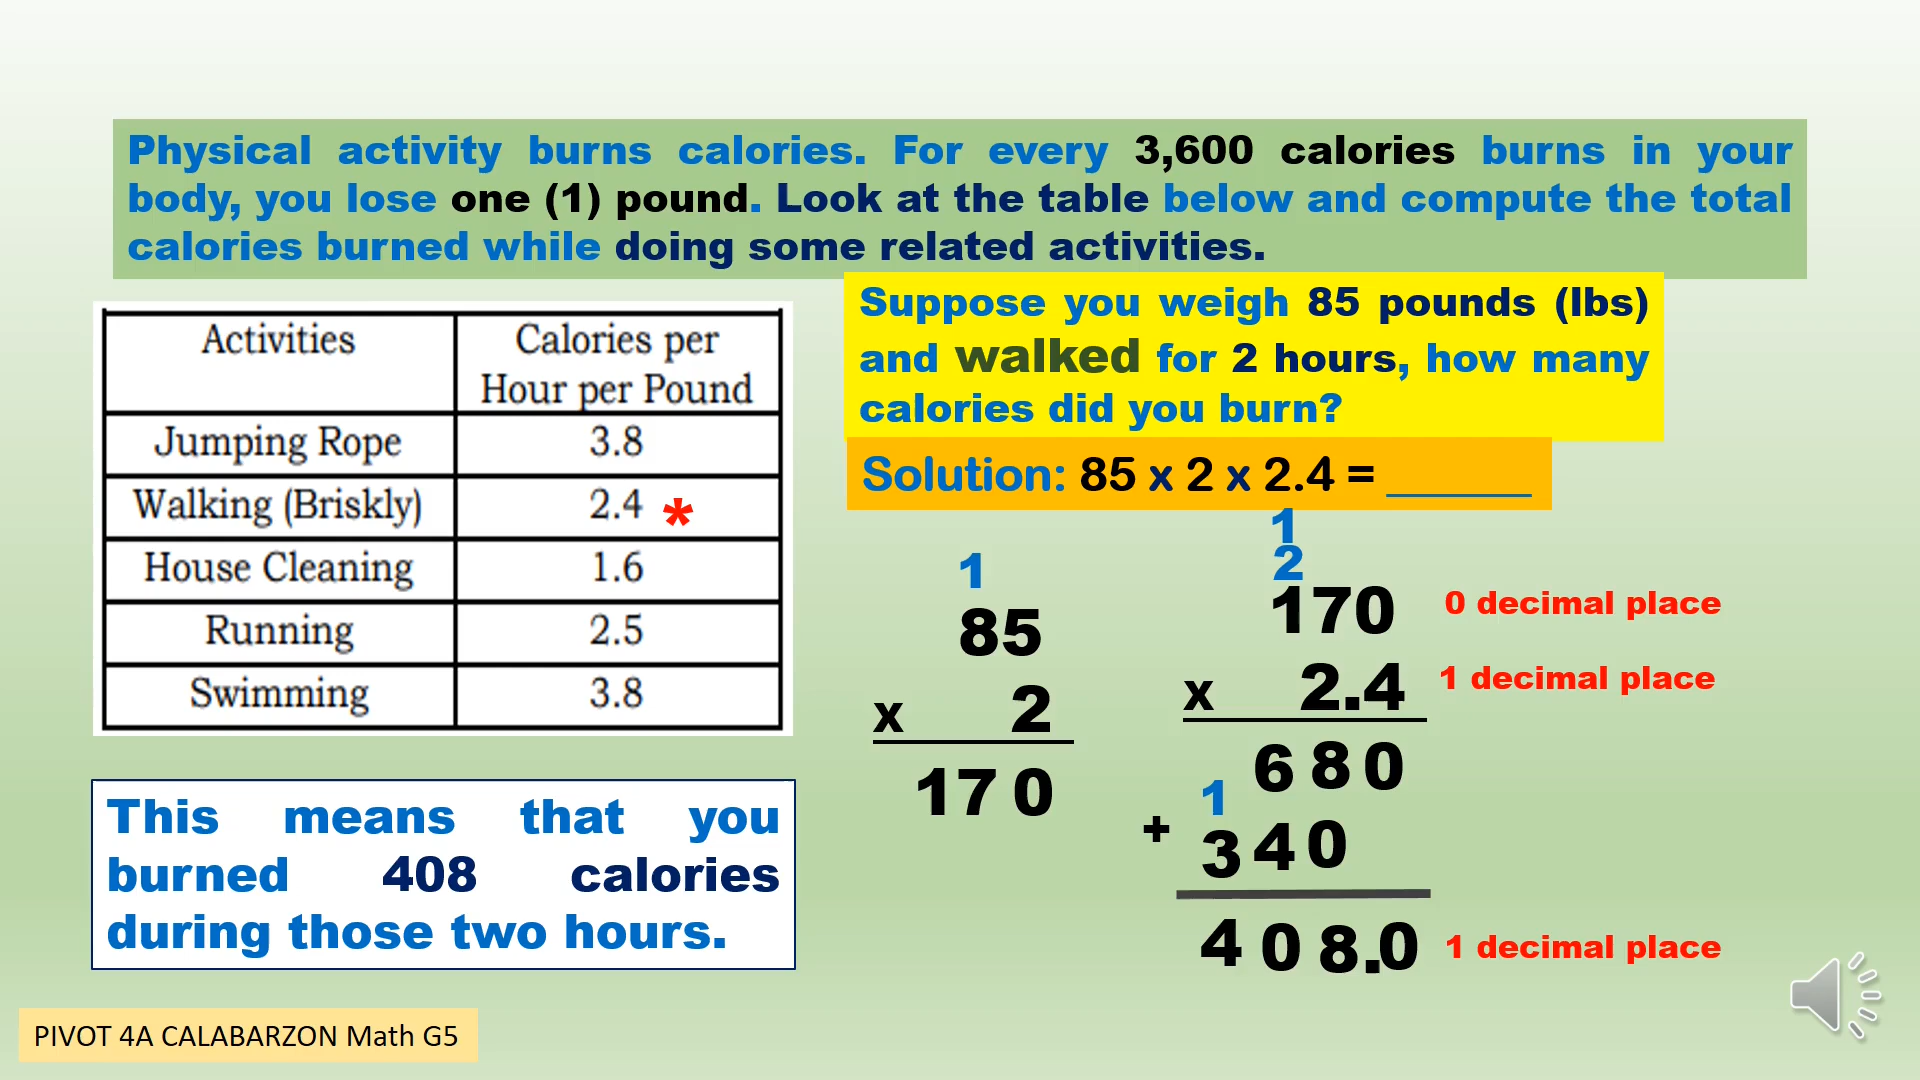 Physical activity burns calories. For every 3,600 calories burns in your
body, you lose one (1) pound. Look at the table below and compute the total
calories burned while doing some related activities.
Suppose you weigh 85 pounds (lbs)
and walked for 2 hours, how many
calories did you burn?
Solution: 85 x 2 x 2.4 = ______
Activities Calories per
Hour per Pound
Jumping Rope 3.8
Walking (Briskly) 2.4 *
House Cleaning 1.6
Running 2.5
Swimming 3.8
1
85
x 2
170
1
2
170 0 decimal place
x 2.4 1 decimal place
680
1
+ 340
408.0 1 decimal place
This means that you
burned 408 calories
during those two hours.
PIVOT 4A CALABARZON Math G5